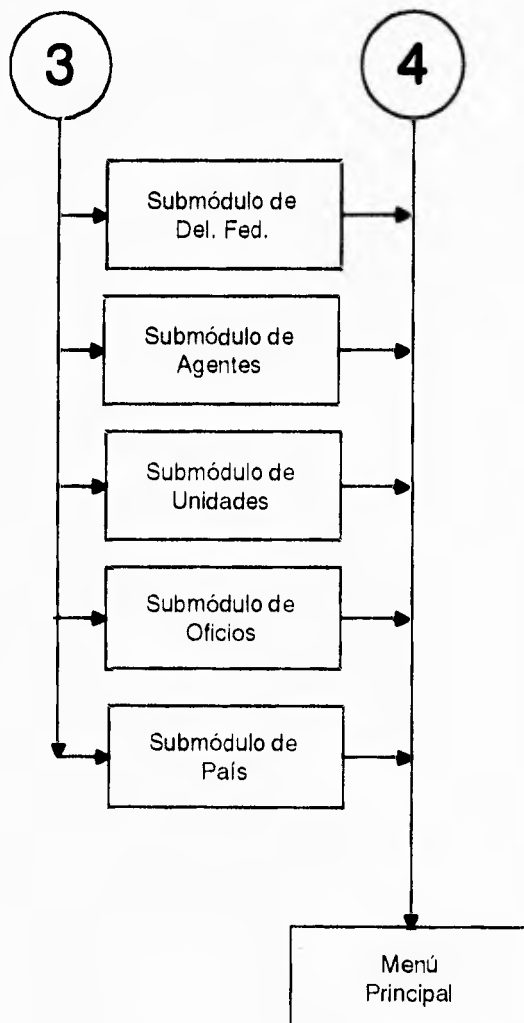 3
4
Submódulo de
Del. Fed.
Submódulo de
Agentes
Submódulo de
Unidades
Submódulo de
Oficios
Submódulo de
País
Menú
Principal